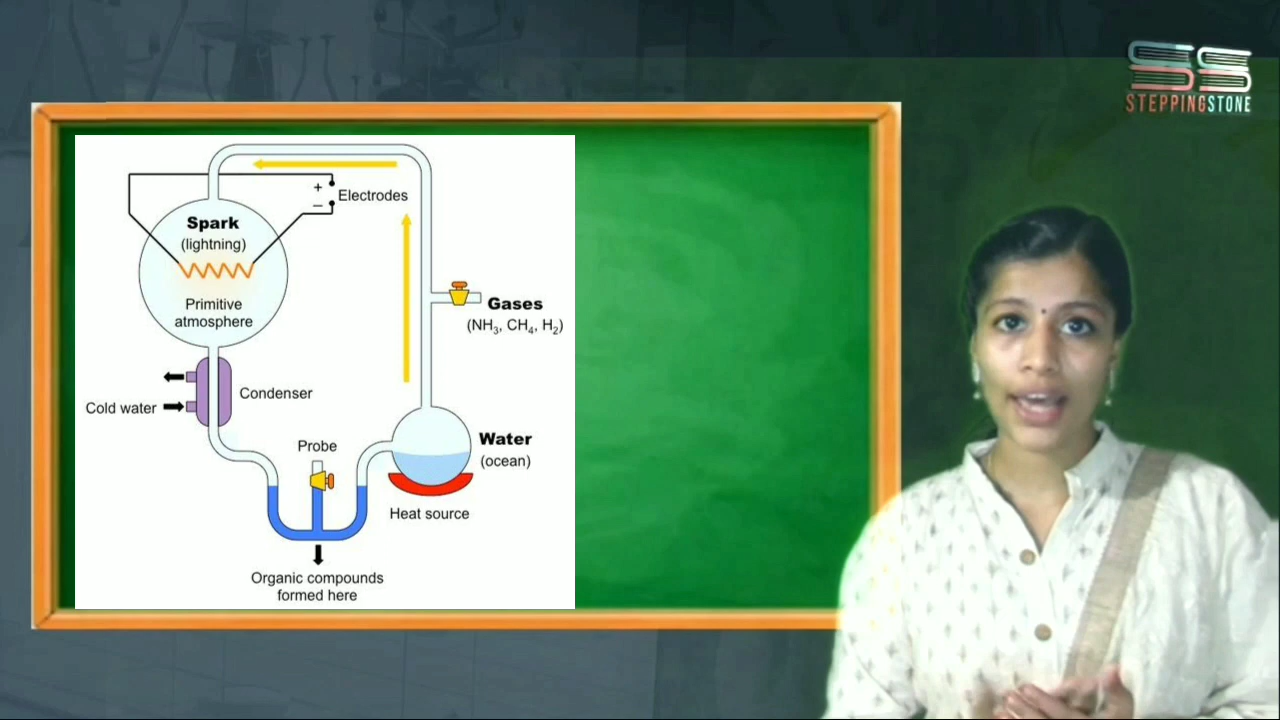 SS
STEPPINGSTONE
+
−
Electrodes
Spark
(lightning)
Primitive
atmosphere
Gases
(NH₃, CH₄, H₂)
Condenser
Cold water
Probe
Water
(ocean)
Heat source
Organic compounds
formed here